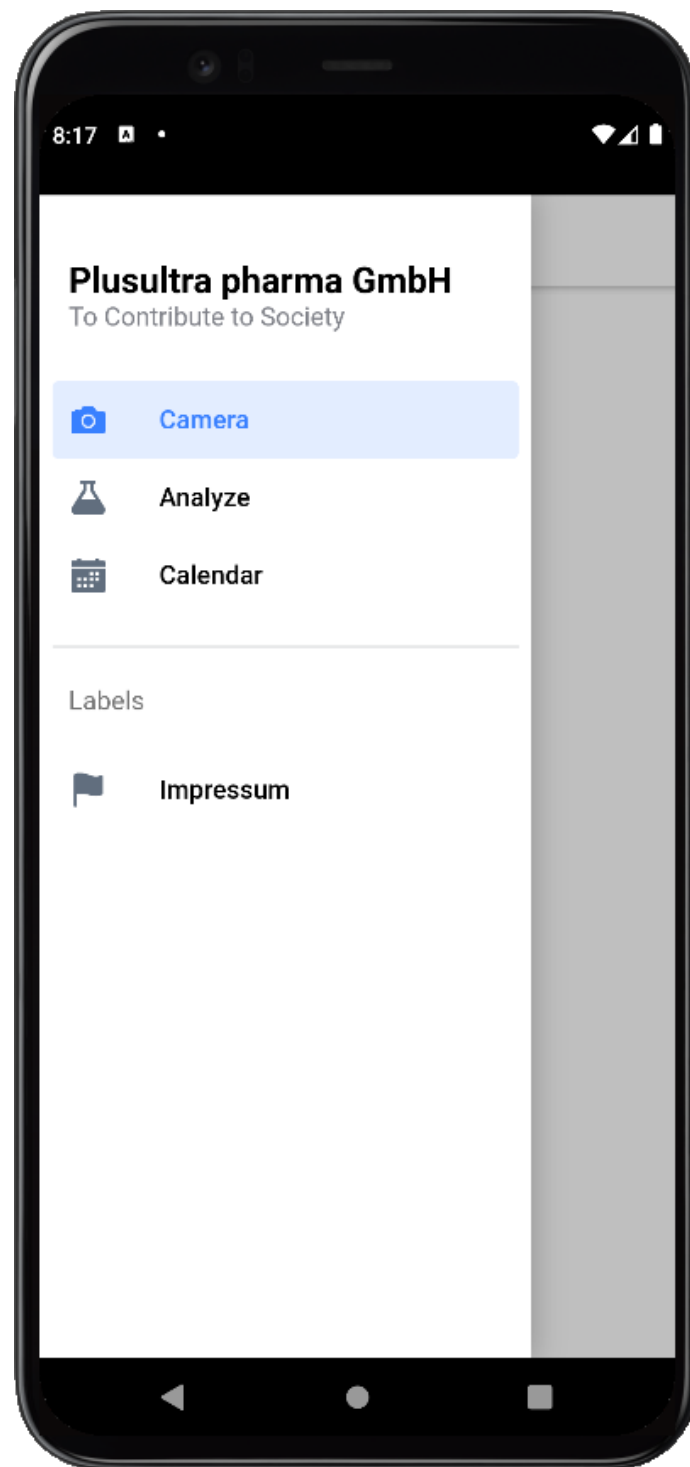 8:17
Plusultra pharma GmbH
To Contribute to Society
Camera
Analyze
Calendar
Labels
Impressum